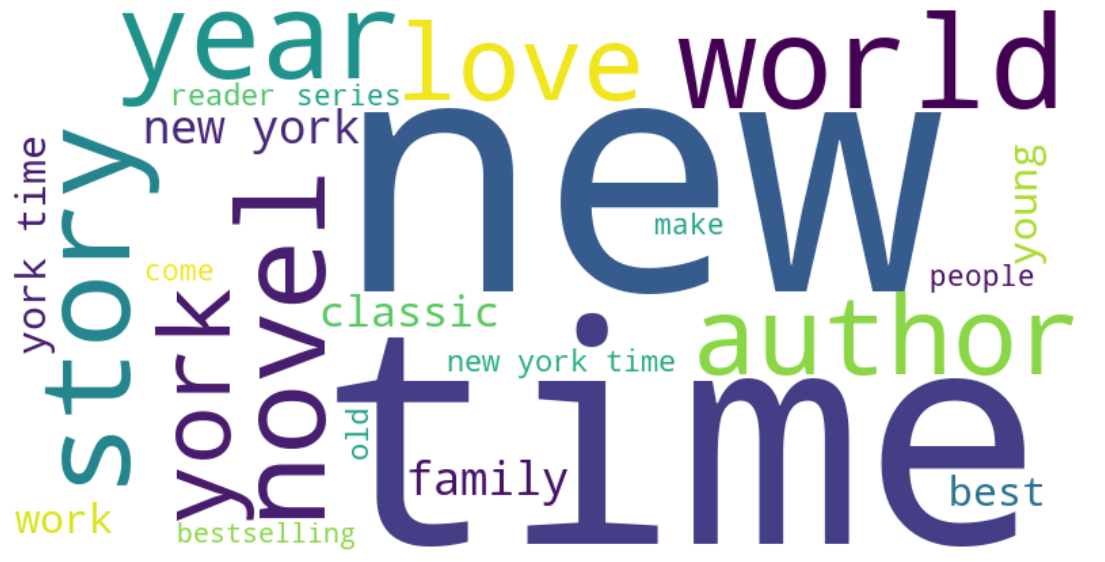 year
love
world
reader
series
new york
new
york time
story
young
make
come
people
york
novel
classic
author
new york time
time
old
family
best
work
bestselling